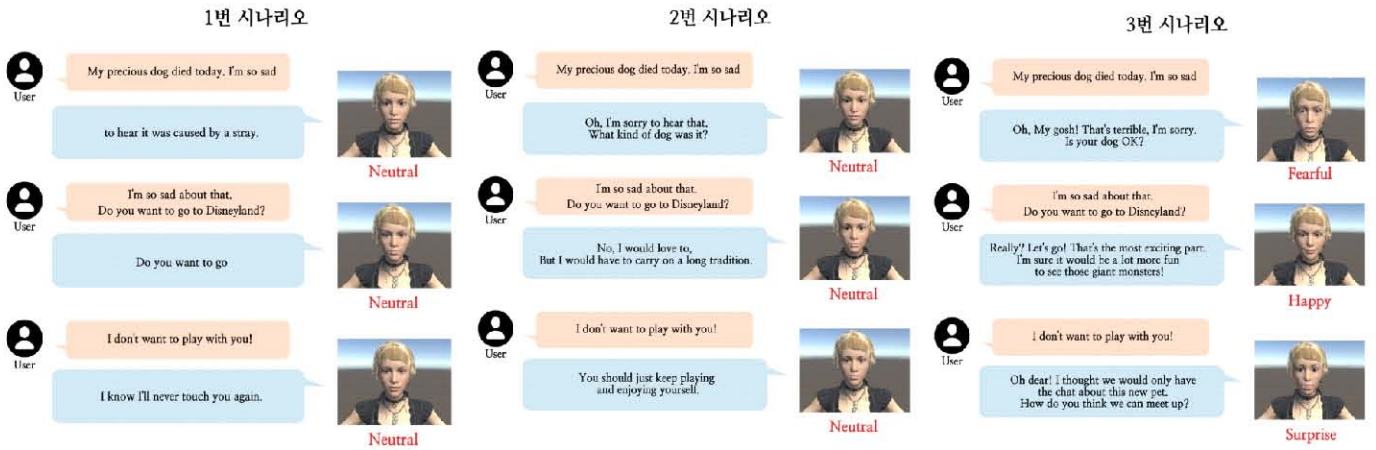 1번 시나리오
My precious dog died today. I'm so sad
User
to hear it was caused by a stray.
Neutral
I'm so sad about that.
Do you want to go to Disneyland?
User
Do you want to go
Neutral
I don't want to play with you!
User
I know I'll never touch you again.
Neutral
2번 시나리오
My precious dog died today. I'm so sad
User
Oh, I'm sorry to hear that.
What kind of dog was it?
Neutral
I'm so sad about that.
Do you want to go to Disneyland?
User
No, I would love to,
But I would have to carry on a long tradition.
Neutral
I don't want to play with you!
User
You should just keep playing
and enjoying yourself.
Neutral
3번 시나리오
My precious dog died today. I'm so sad
User
Oh, My gosh! That's terrible, I'm sorry.
Is your dog OK?
Fearful
I'm so sad about that.
Do you want to go to Disneyland?
User
Really? Let's go! That's the most exciting part.
I'm sure it would be a lot more fun
to see those giant monsters!
Happy
I don't want to play with you!
User
Oh dear! I thought we would only have
the chat about this new pet.
How do you think we can meet up?
Surprise